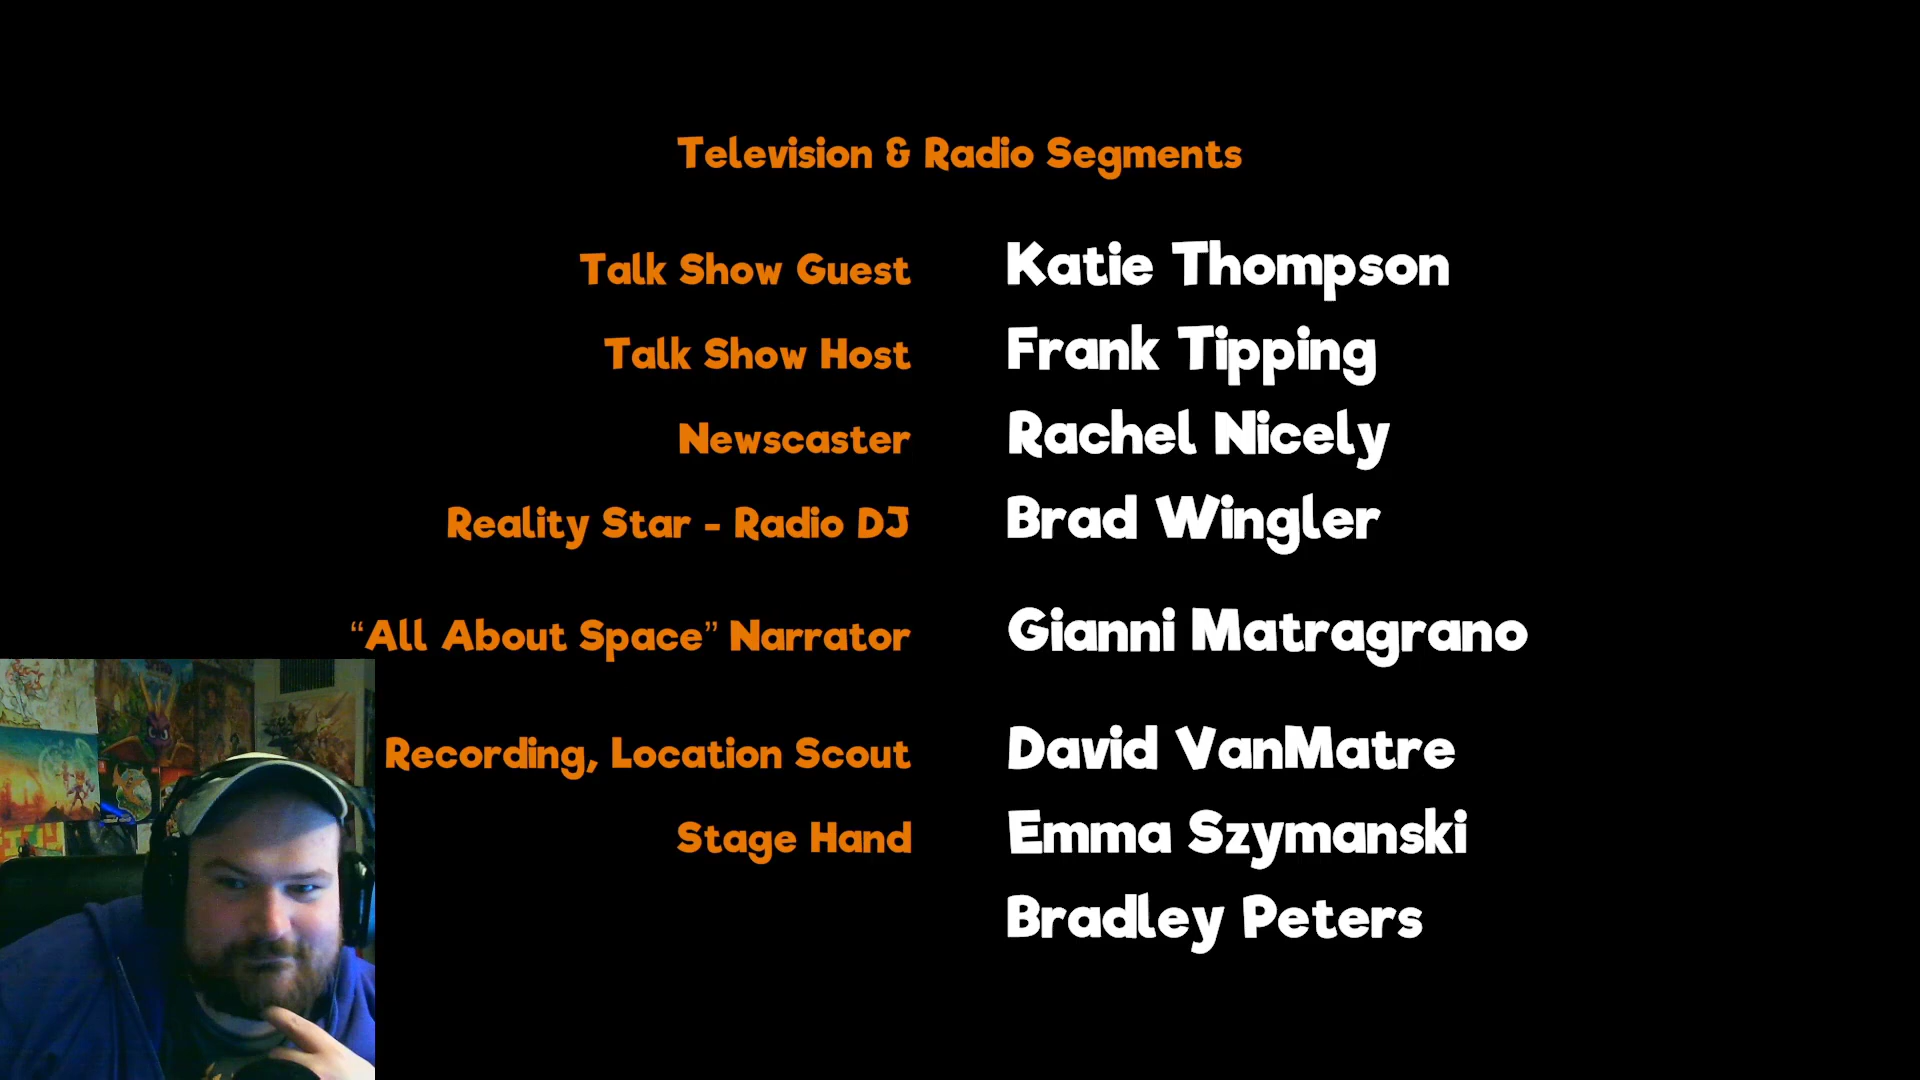 Television & Radio Segments
Talk Show Guest Katie Thompson
Talk Show Host Frank Tipping
Newscaster Rachel Nicely
Reality Star - Radio DJ Brad Wingler
“All About Space” Narrator Gianni Matragrano
Recording, Location Scout David VanMatre
Stage Hand Emma Szymanski
Bradley Peters